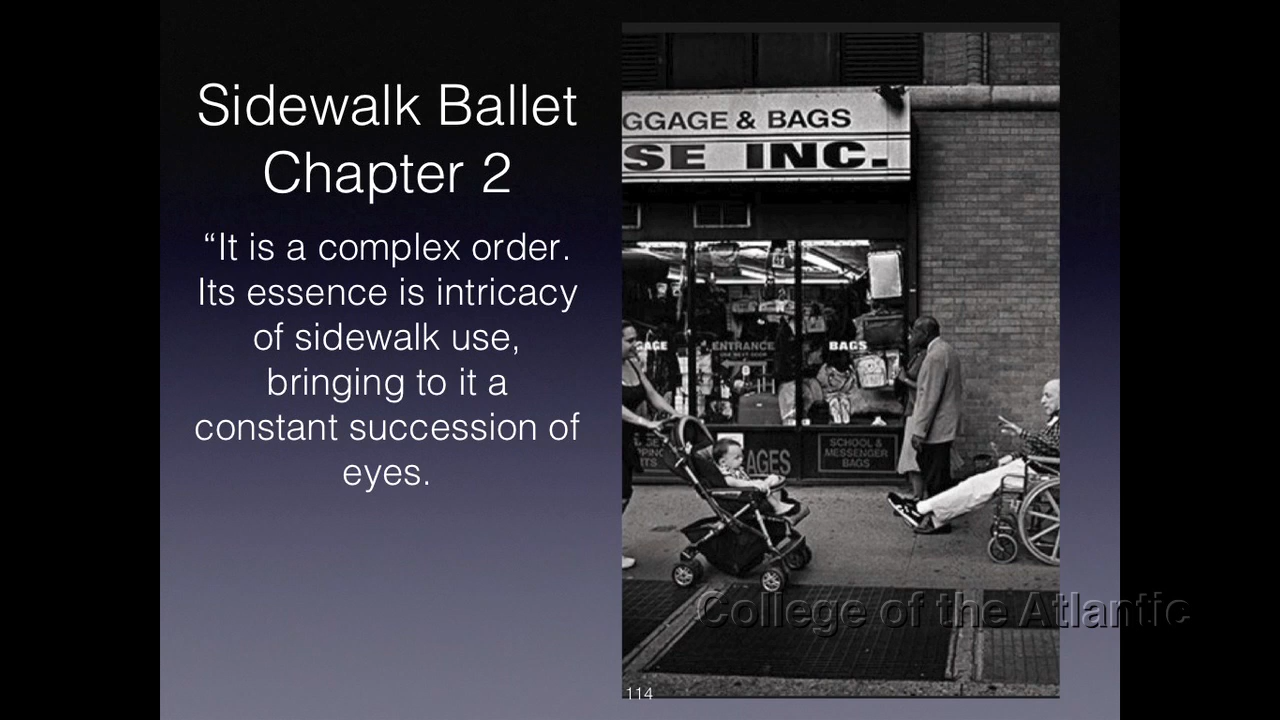 Sidewalk Ballet
Chapter 2
“It is a complex order.
Its essence is intricacy
of sidewalk use,
bringing to it a
constant succession of
eyes.
GGAGE & BAGS
SE INC.
GAGE
ENTRANCE
BAGS
AGES
SCHOOL &
MESSENGER
BAGS
College of the Atlantic
114